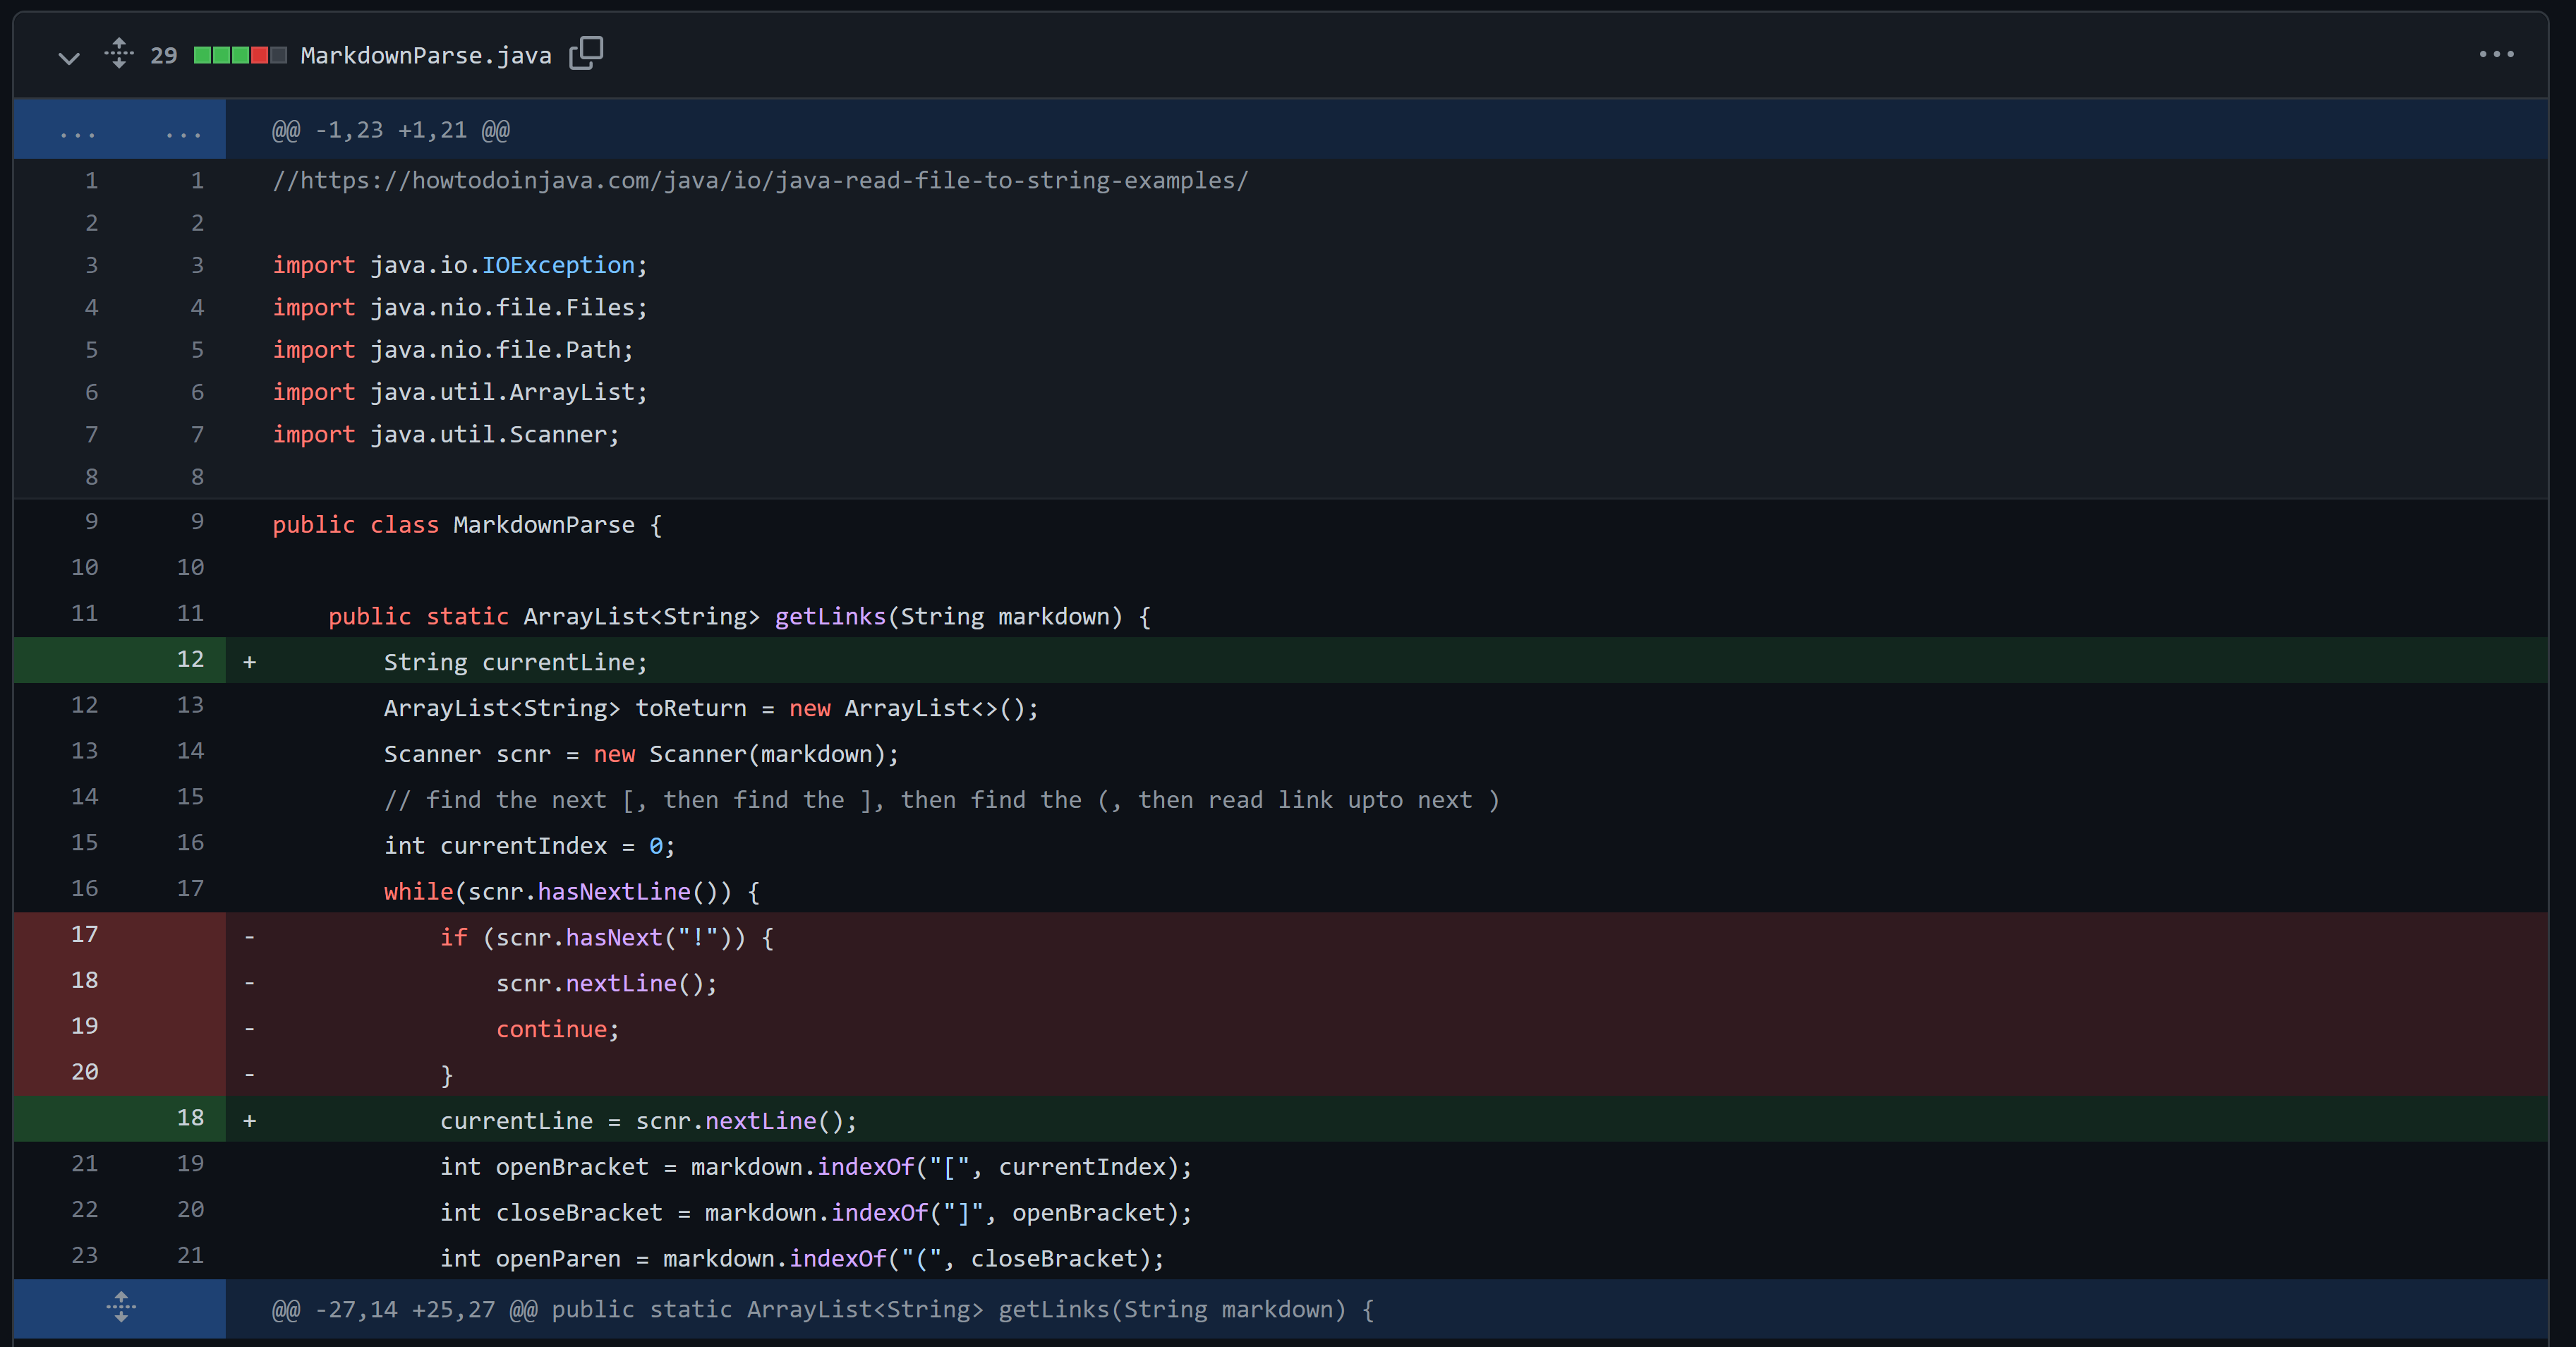 29 MarkdownParse.java ...
... ... @@ -1,23 +1,21 @@
1 1 //https://howtodoinjava.com/java/io/java-read-file-to-string-examples/
2 2
3 3 import java.io.IOException;
4 4 import java.nio.file.Files;
5 5 import java.nio.file.Path;
6 6 import java.util.ArrayList;
7 7 import java.util.Scanner;
8 8
9 9 public class MarkdownParse {
10 10
11 11 public static ArrayList<String> getLinks(String markdown) {
12 + String currentLine;
12 13 ArrayList<String> toReturn = new ArrayList<>();
13 14 Scanner scnr = new Scanner(markdown);
14 15 // find the next [, then find the ], then find the (, then read link upto next )
15 16 int currentIndex = 0;
16 17 while(scnr.hasNextLine()) {
17 - if (scnr.hasNext("!")) {
18 - scnr.nextLine();
19 - continue;
20 - }
18 + currentLine = scnr.nextLine();
21 19 int openBracket = markdown.indexOf("[", currentIndex);
22 20 int closeBracket = markdown.indexOf("]", openBracket);
23 21 int openParen = markdown.indexOf("(", closeBracket);
@@ -27,14 +25,27 @@ public static ArrayList<String> getLinks(String markdown) {